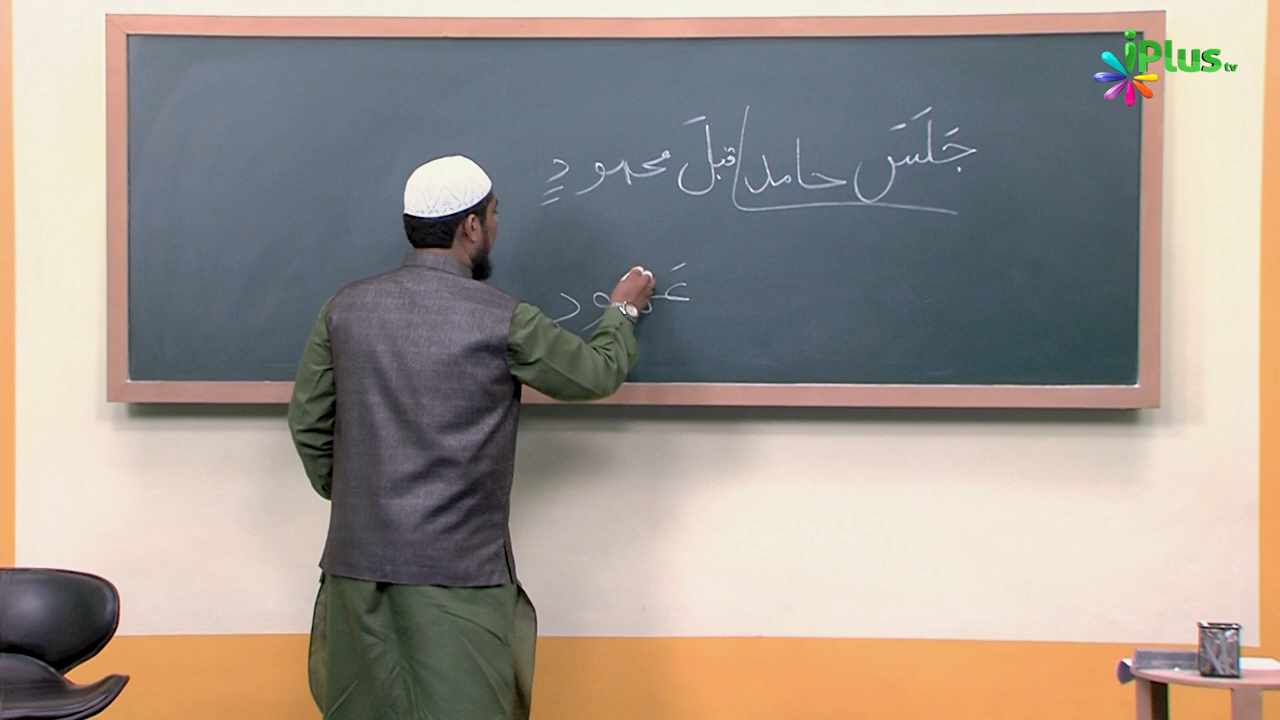 جَلَسَ حامد / قبلَ محمودٍ
iPlus tv